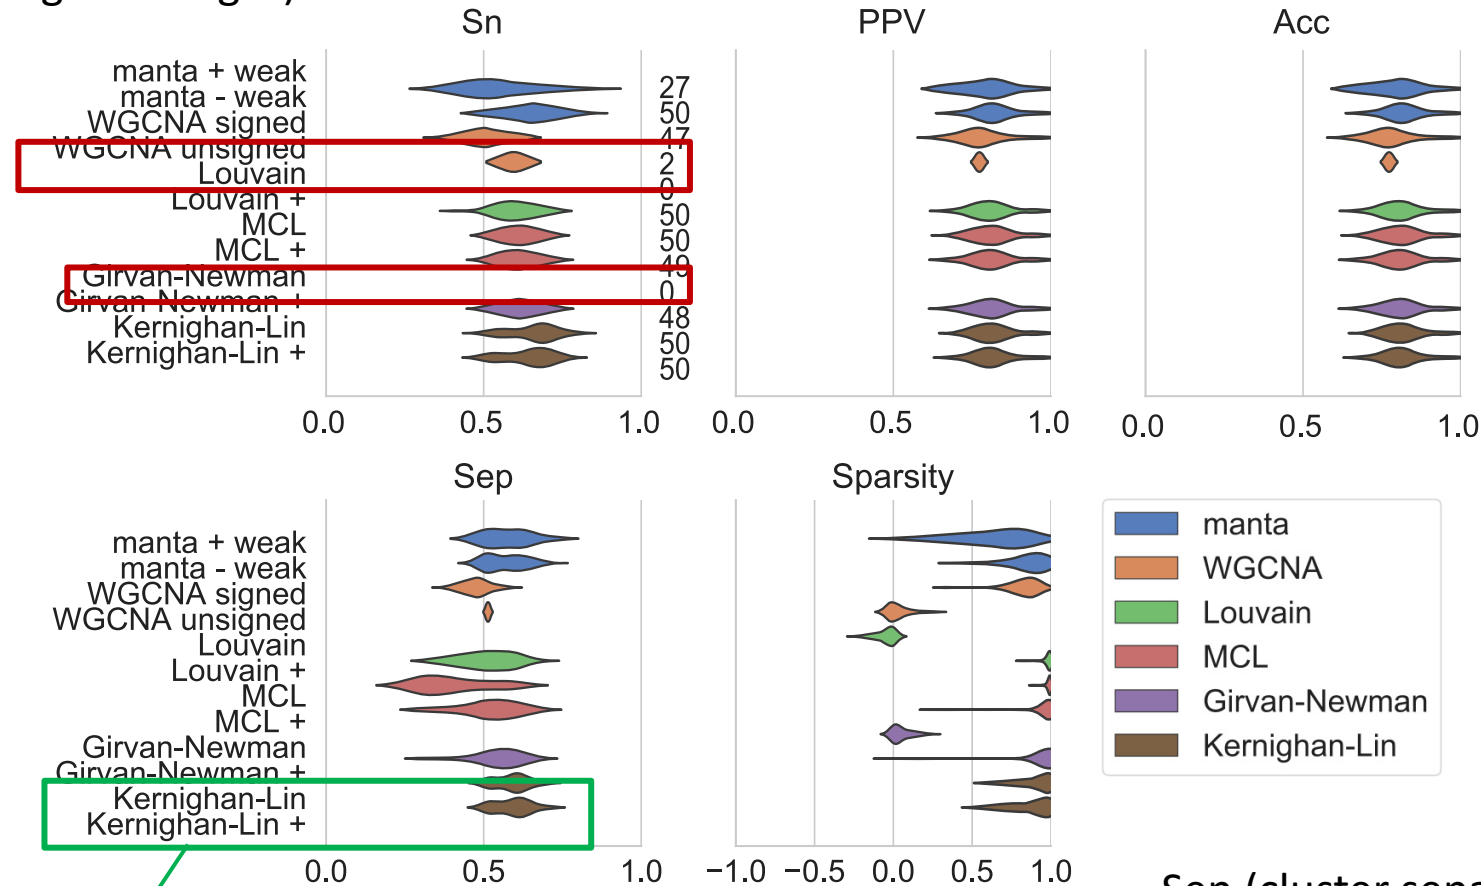 Sn PPV Acc
manta + weak 27
manta - weak 50
WGCNA signed 47
WGCNA unsigned 2
Louvain 0
Louvain + 50
MCL 50
MCL + 49
Girvan-Newman 0
Girvan-Newman + 48
Kernighan-Lin 50
Kernighan-Lin + 50
0.0 0.5 1.0 0.0 0.5 1.0 0.0 0.5 1.0
Sep Sparsity
manta + weak
manta - weak
WGCNA signed
WGCNA unsigned
Louvain
Louvain +
MCL
MCL +
Girvan-Newman
Girvan-Newman +
Kernighan-Lin
Kernighan-Lin +
0.0 0.5 1.0 −1.0 −0.5 0.0 0.5 1.0
manta
WGCNA
Louvain
MCL
Girvan-Newman
Kernighan-Lin